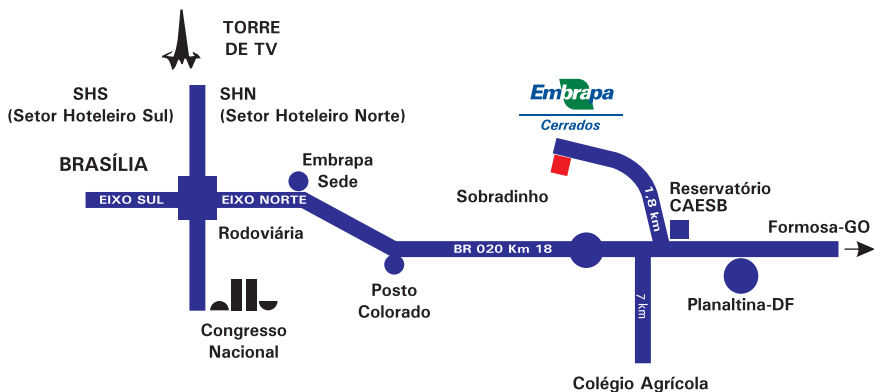 TORRE
DE TV
SHS
(Setor Hoteleiro Sul)
SHN
(Setor Hoteleiro Norte)
Embrapa
Cerrados
BRASÍLIA
Embrapa
Sede
EIXO SUL
EIXO NORTE
Sobradinho
1,8 km
Reservatório
CAESB
Rodoviária
Formosa-GO
BR 020 Km 18
Posto
Colorado
7 km
Planaltina-DF
Congresso
Nacional
Colégio Agrícola